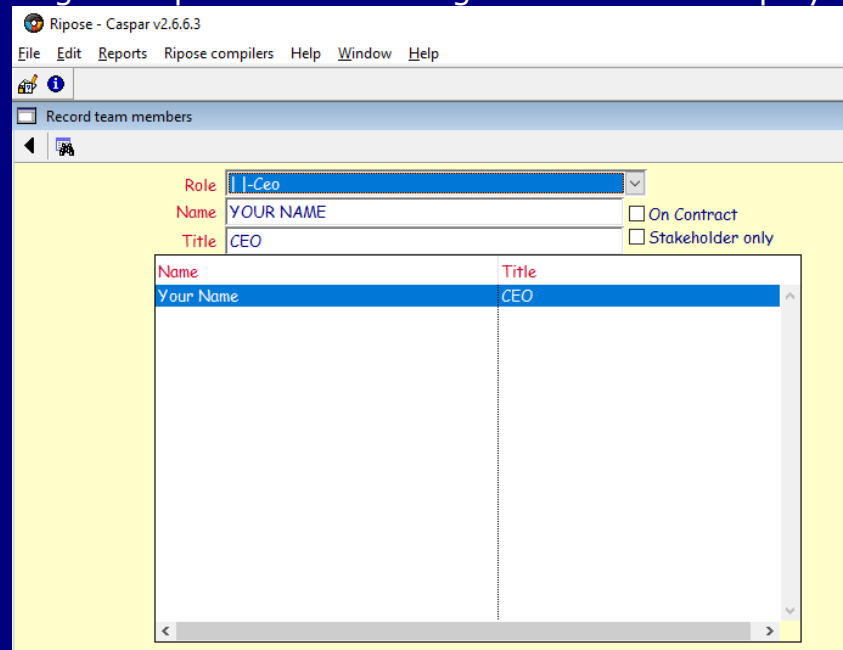 Ripose - Caspar v2.6.6.3
File Edit Reports Ripose compilers Help Window Help
Record team members
Role | |-Ceo
Name YOUR NAME On Contract
Title CEO Stakeholder only
Name Title
Your Name CEO